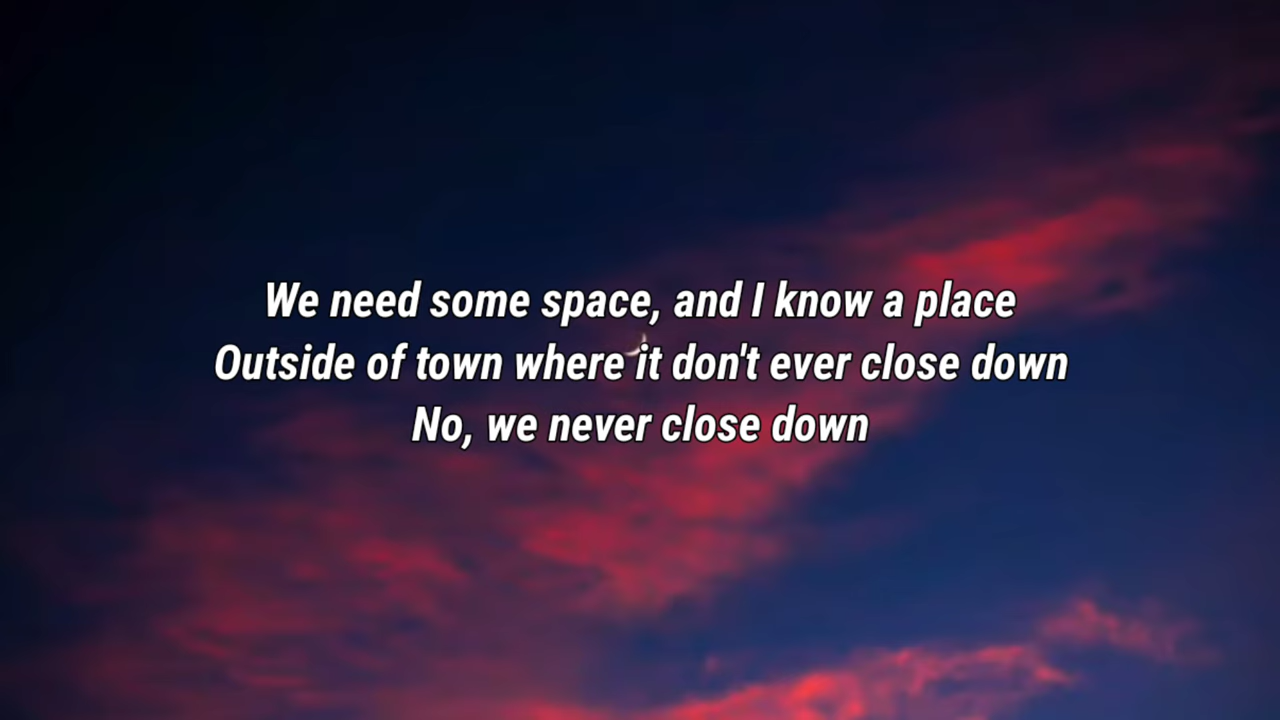 We need some space, and I know a place
Outside of town where it don't ever close down
No, we never close down